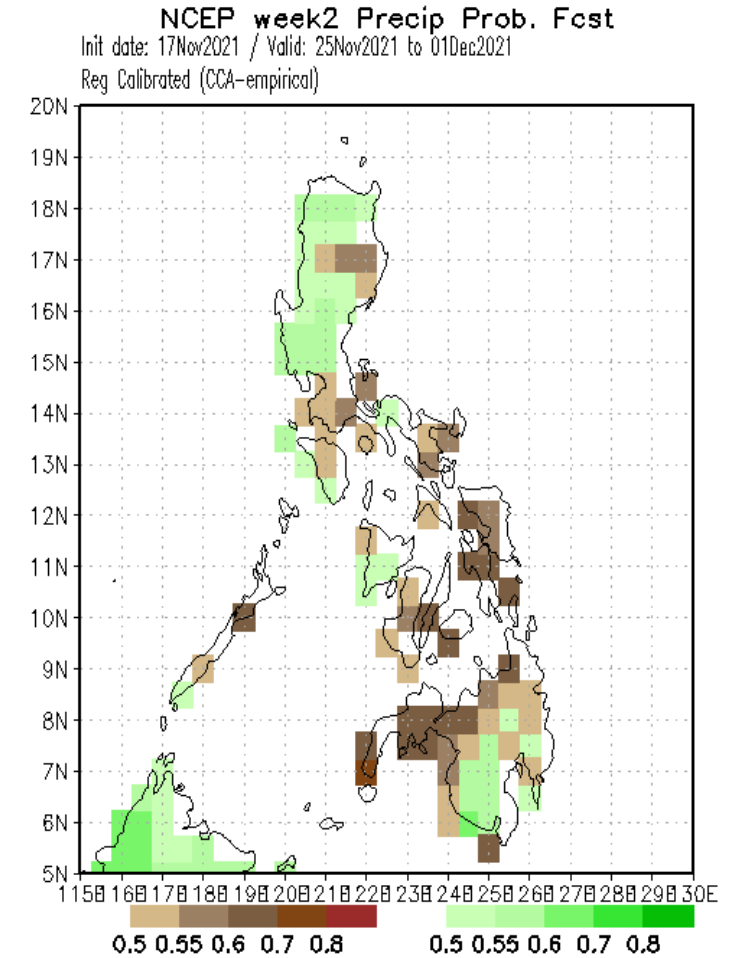 NCEP week2 Precip Prob. Fcst
Init date: 17Nov2021 / Valid: 25Nov2021 to 01Dec2021
Reg Calibrated (CCA-empirical)
20N
19N
18N
17N
16N
15N
14N
13N
12N
11N
10N
9N
8N
7N
6N
5N
115E 116E 117E 118E 119E 120E 121E 122E 123E 124E 125E 126E 127E 128E 129E 130E
0.5 0.55 0.6 0.7 0.8 0.5 0.55 0.6 0.7 0.8